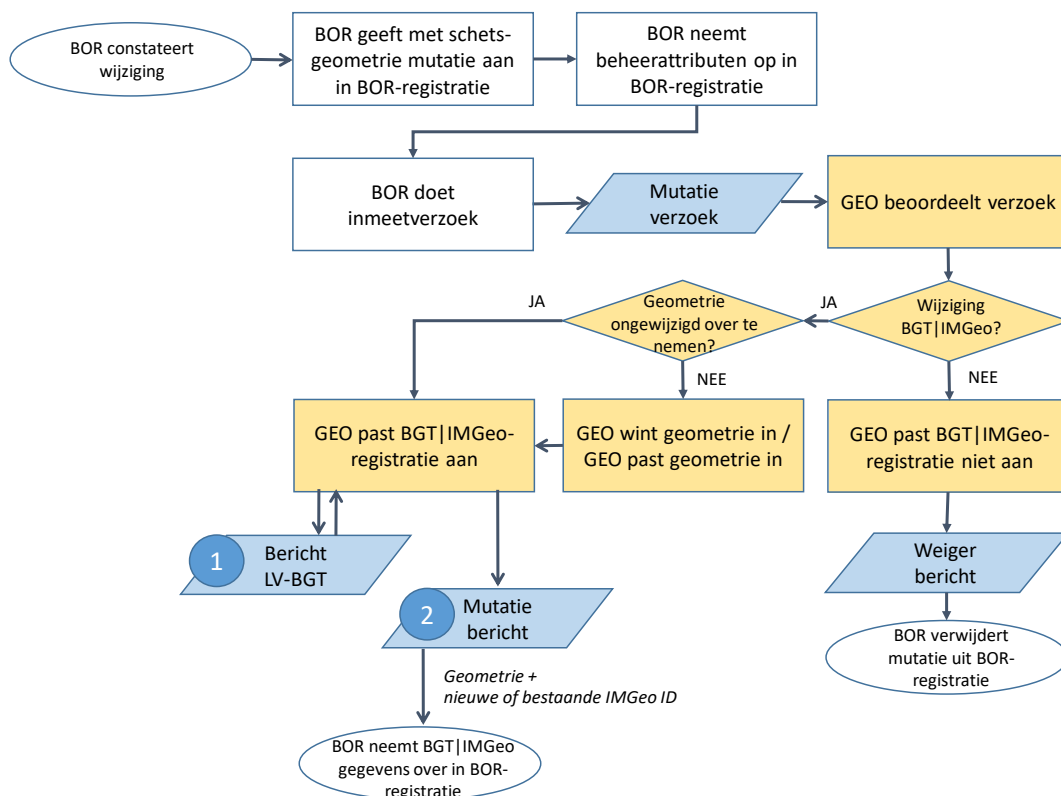 BOR constateert
wijziging
BOR geeft met schets-
geometrie mutatie aan
in BOR-registratie
BOR neemt
beheerattributen op in
BOR-registratie
BOR doet
inmeetverzoek
Mutatie
verzoek
GEO beoordeelt verzoek
Wijziging
BGT|IMGeo?
JA
Geometrie
ongewijzigd over te
nemen?
JA
NEE
NEE
GEO past BGT|IMGeo-
registratie aan
GEO wint geometrie in /
GEO past geometrie in
GEO past BGT|IMGeo-
registratie niet aan
1
Bericht
LV-BGT
2
Mutatie
bericht
Weiger
bericht
BOR verwijdert
mutatie uit BOR-
registratie
Geometrie +
nieuwe of bestaande IMGeo ID
BOR neemt BGT|IMGeo
gegevens over in BOR-
registratie